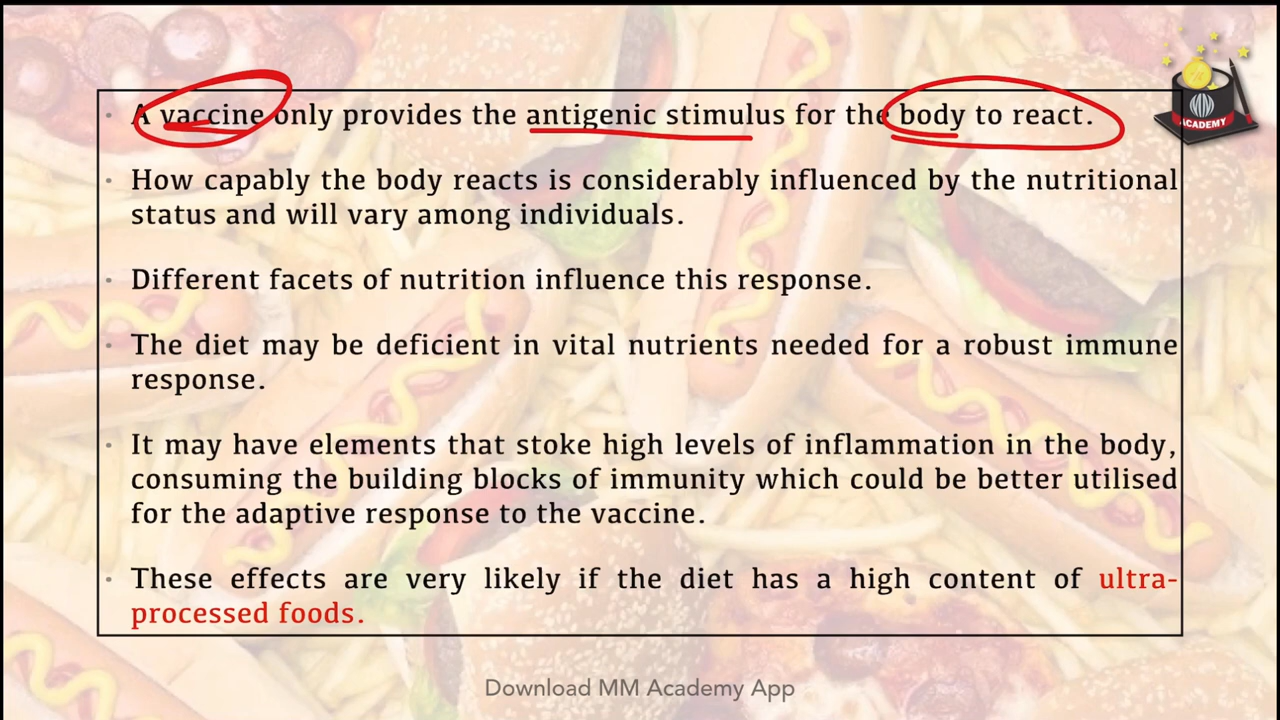 A vaccine only provides the antigenic stimulus for the body to react.
ACADEMY
How capably the body reacts is considerably influenced by the nutritional
status and will vary among individuals.
Different facets of nutrition influence this response.
The diet may be deficient in vital nutrients needed for a robust immune
response.
It may have elements that stoke high levels of inflammation in the body,
consuming the building blocks of immunity which could be better utilised
for the adaptive response to the vaccine.
These effects are very likely if the diet has a high content of ultra-
processed foods.
Download MM Academy App